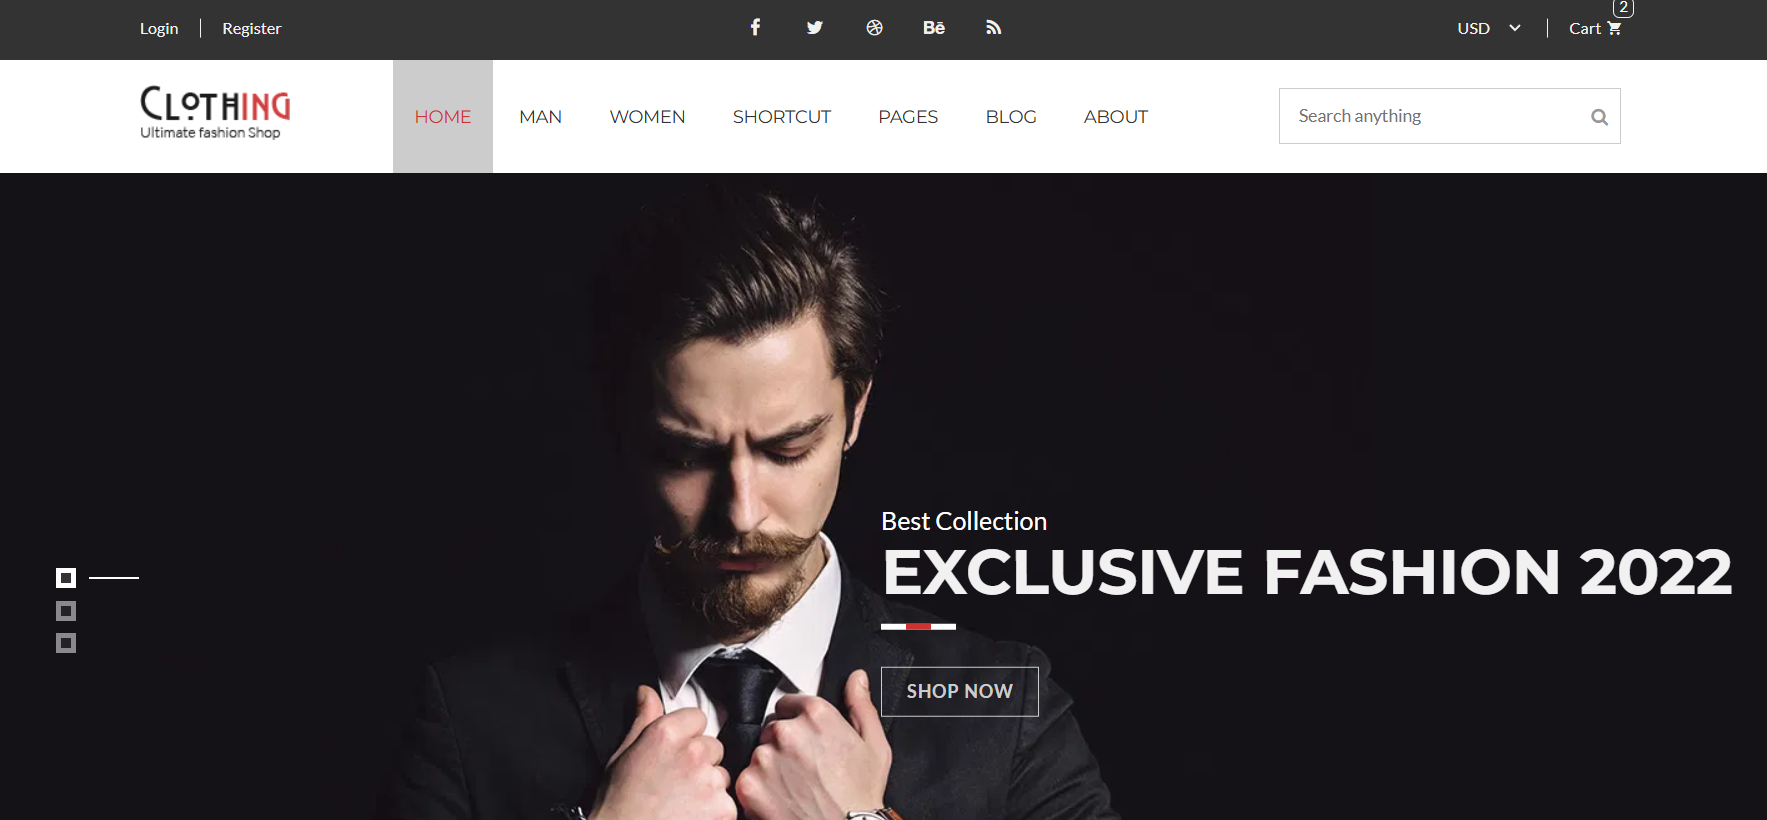 Login Register Bē USD Cart 2
CLOTHING
Ultimate fashion Shop
HOME MAN WOMEN SHORTCUT PAGES BLOG ABOUT Search anything
Best Collection
EXCLUSIVE FASHION 2022
SHOP NOW